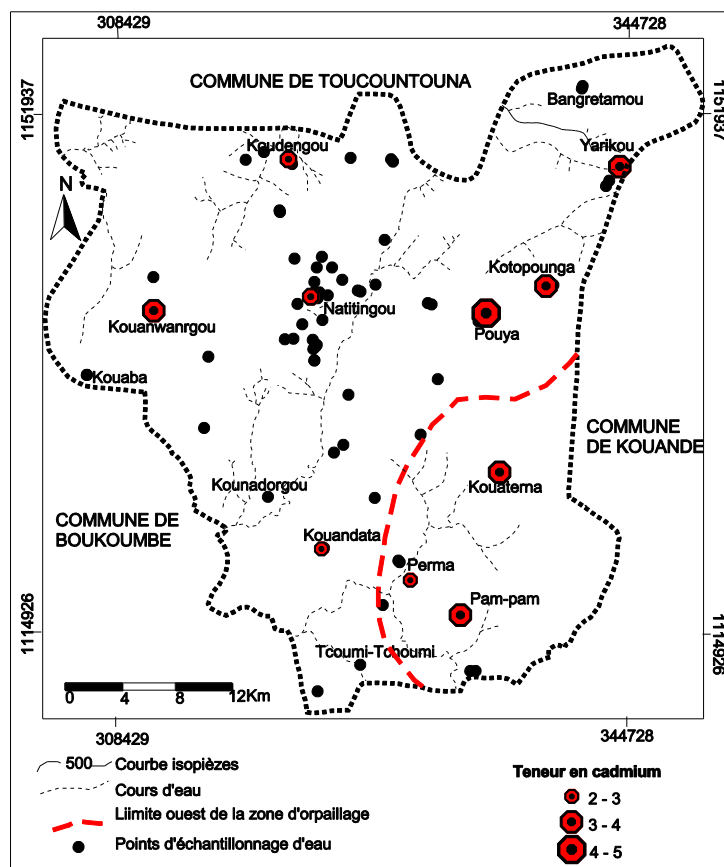 308429
344728
COMMUNE DE TOUCOUNTOUNA
1151937
1151937
Bangretamou
Koudengou
Yarikou
N
Kotopounga
Natitingou
Kouanwanrgou
Pouya
Kouaba
COMMUNE
DE KOUANDE
Kouatema
Kounadorgou
COMMUNE DE
BOUKOUMBE
Kouandata
Perma
Pam-pam
1114926
1114926
Tcoumi-Tchoumi
0 4 8 12Km
308429
344728
500 Courbe isopièzes
Cours d'eau
Liimite ouest de la zone d'orpaillage
Points d'échantillonnage d'eau
Teneur en cadmium
2 - 3
3 - 4
4 - 5